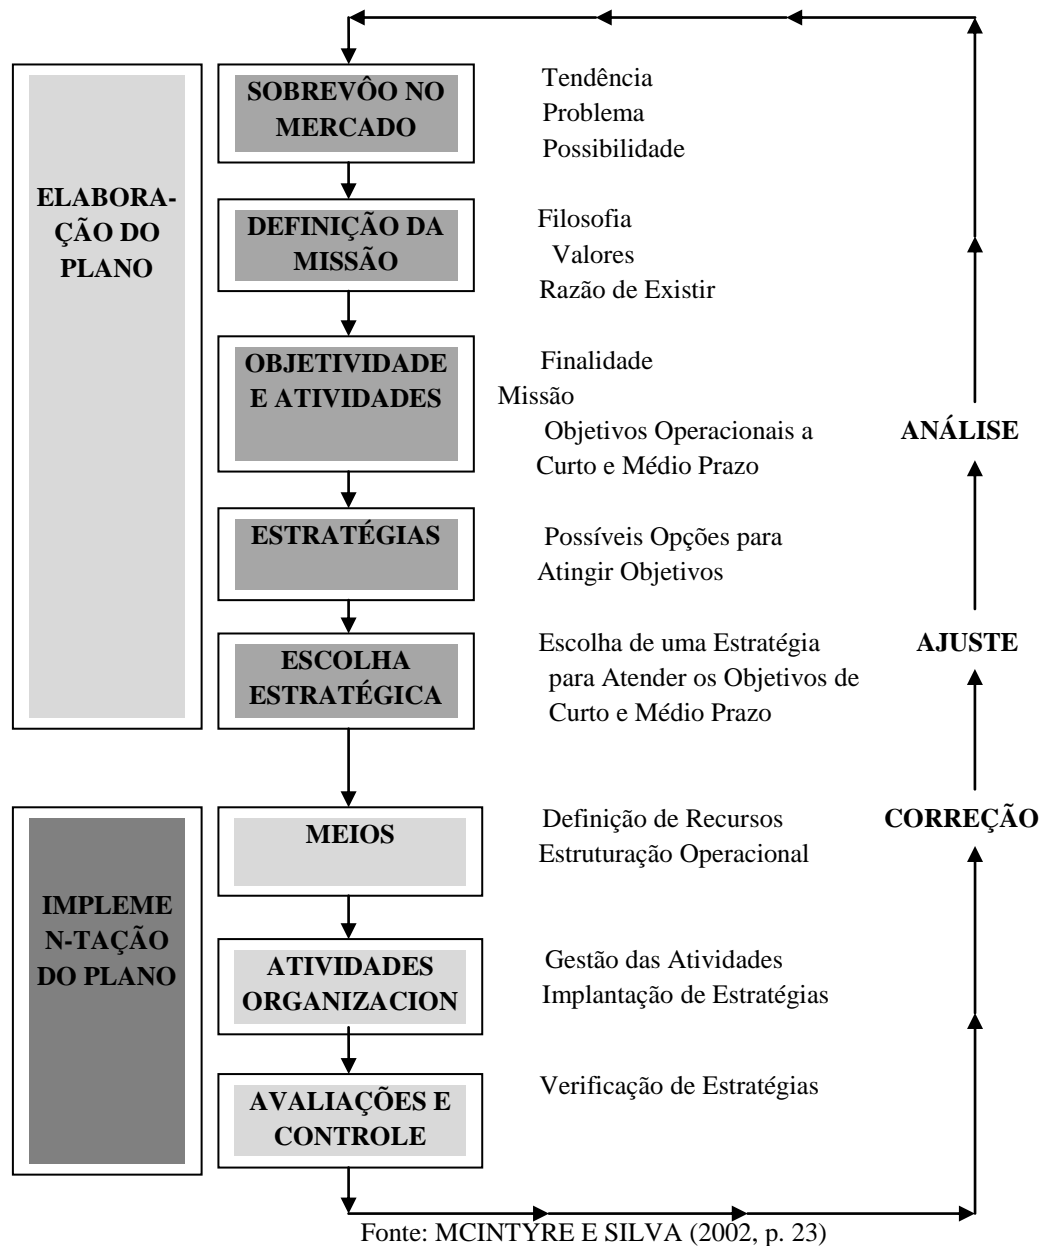 SOBREVÔO NO
MERCADO
Tendência
Problema
Possibilidade
ELABORA-
ÇÃO DO
PLANO
DEFINIÇÃO DA
MISSÃO
Filosofia
Valores
Razão de Existir
OBJETIVIDADE
E ATIVIDADES
Finalidade
Missão
Objetivos Operacionais a
Curto e Médio Prazo
ANÁLISE
ESTRATÉGIAS
Possíveis Opções para
Atingir Objetivos
ESCOLHA
ESTRATÉGICA
Escolha de uma Estratégia
para Atender os Objetivos de
Curto e Médio Prazo
AJUSTE
MEIOS
Definição de Recursos
Estruturação Operacional
CORREÇÃO
IMPLEME
N-TAÇÃO
DO PLANO
ATIVIDADES
ORGANIZACION
Gestão das Atividades
Implantação de Estratégias
AVALIAÇÕES E
CONTROLE
Verificação de Estratégias
Fonte: MCINTYRE E SILVA (2002, p. 23)